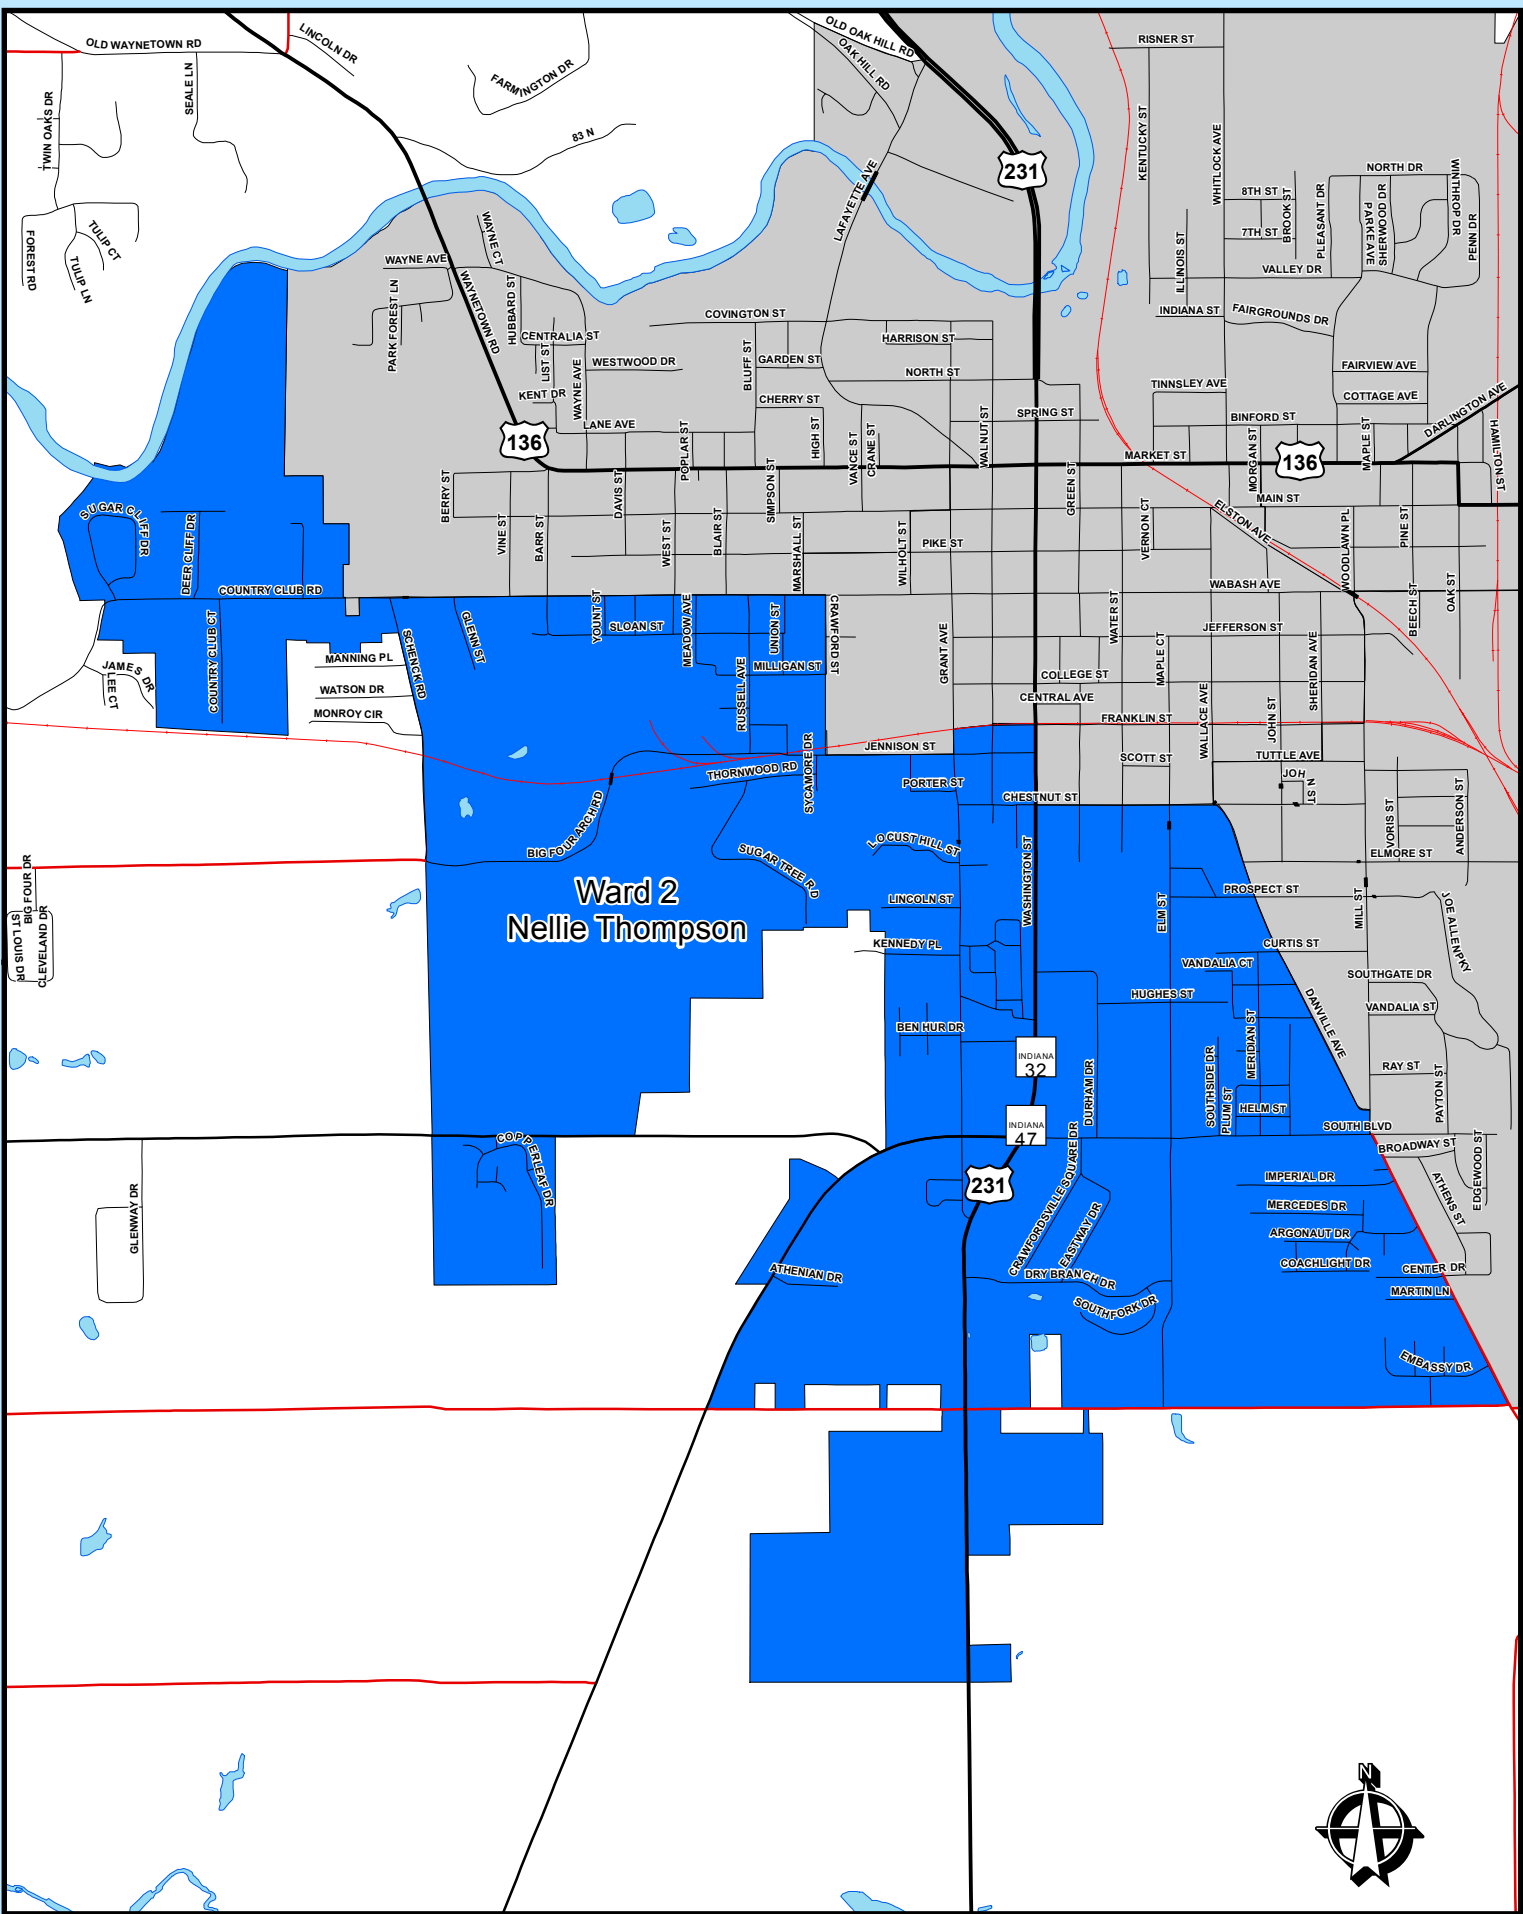 OLD WAYNETOWN RD
LINCOLN DR
OLD OAK HILL RD
OAK HILL RD
RISNER ST
SEALE LN
FARMINGTON DR
TWIN OAKS DR
83 N
231
KENTUCKY ST
WHITLOCK AVE
NORTH DR
WINTHROP DR
8TH ST
BROOK ST
PLEASANT DR
PARKE AVE
SHERWOOD DR
PENN DR
LAFAYETTE AVE
7TH ST
FOREST RD
TULIP CT
TULIP LN
WAYNE CT
WAYNE AVE
WAYNETOWN RD
ILLINOIS ST
VALLEY DR
PARK FOREST LN
HUBBARD ST
COVINGTON ST
INDIANA ST
FAIRGROUNDS DR
CENTRALIA ST
LIST ST
WESTWOOD DR
BLUFF ST
GARDEN ST
HARRISON ST
NORTH ST
FAIRVIEW AVE
TINNSLEY AVE
KENT DR
WAYNE AVE
CHERRY ST
COTTAGE AVE
DARLINGTON AVE
LANE AVE
SPRING ST
BINFORD ST
136
POPLAR ST
HIGH ST
VANCE ST
CRANE ST
WALNUT ST
MARKET ST
MORGAN ST
136
MAPLE ST
HAMILTON ST
BERRY ST
DAVIS ST
SIMPSON ST
GREEN ST
MAIN ST
SUGAR CLIFF DR
DEER CLIFF DR
VINE ST
BARR ST
WEST ST
BLAIR ST
MARSHALL ST
WILHOLT ST
PIKE ST
VERNON CT
ELSTON AVE
WOODLAWN PL
PINE ST
COUNTRY CLUB RD
WABASH AVE
OAK ST
COUNTRY CLUB CT
SCHENCK RD
GLENN ST
YOUNT ST
SLOAN ST
MEADOW AVE
UNION ST
CRAWFORD ST
GRANT AVE
WATER ST
JEFFERSON ST
BEECH ST
MANNING PL
JAMES DR
LEE CT
MILLIGAN ST
COLLEGE ST
MAPLE CT
SHERIDAN AVE
WATSON DR
MONROY CIR
RUSSELL AVE
CENTRAL AVE
FRANKLIN ST
WALLACE AVE
JOHN ST
JENNISON ST
THORNWOOD RD
SYCAMORE DR
PORTER ST
SCOTT ST
TUTTLE AVE
JOHN ST
BIG FOUR ARCH RD
CHESTNUT ST
LOCUST HILL ST
VORIS ST
ANDERSON ST
BIG FOUR DR
SUGAR TREE RD
WASHINGTON ST
ELMORE ST
Ward 2
Nellie Thompson
LINCOLN ST
ELM ST
PROSPECT ST
MILL ST
JOE ALLEN PKY
ST LOUIS DR
CLEVELAND DR
KENNEDY PL
CURTIS ST
VANDALIA CT
SOUTHGATE DR
HUGHES ST
DANVILLE AVE
VANDALIA ST
BEN HUR DR
MERIDIAN ST
INDIANA
32
DURHAM DR
SOUTHSIDE DR
PLUM ST
RAY ST
PAYTON ST
HELM ST
INDIANA
47
SOUTH BLVD
BROADWAY ST
COPPERLEAF DR
231
CRAWFORDSVILLE SQUARE DR
EASTWAY DR
IMPERIAL DR
ATHENS ST
EDGEWOOD ST
GLENWAY DR
MERCEDES DR
ARGONAUT DR
COACHLIGHT DR
CENTER DR
ATHENIAN DR
DRY BRANCH DR
SOUTHFORK DR
MARTIN LN
EMBASSY DR
N